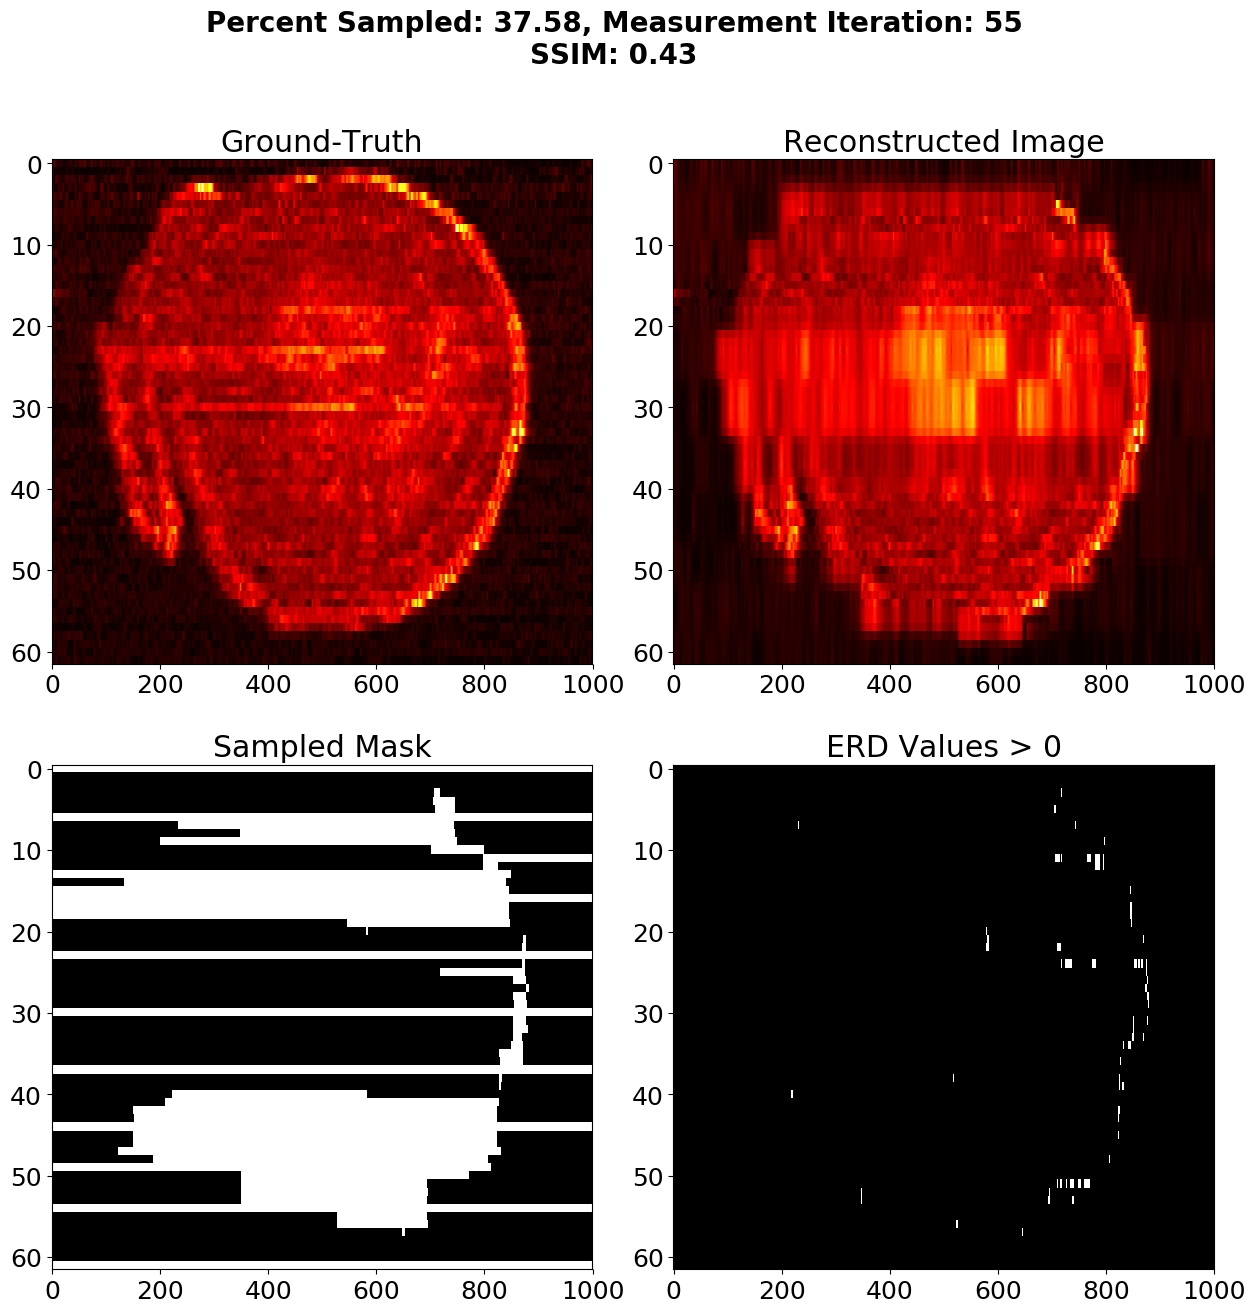 Percent Sampled: 37.58, Measurement Iteration: 55
SSIM: 0.43
Ground-Truth
Reconstructed Image
0
10
20
30
40
50
60
0 200 400 600 800 1000
0
10
20
30
40
50
60
0 200 400 600 800 1000
Sampled Mask
ERD Values > 0
0
10
20
30
40
50
60
0 200 400 600 800 1000
0
10
20
30
40
50
60
0 200 400 600 800 1000